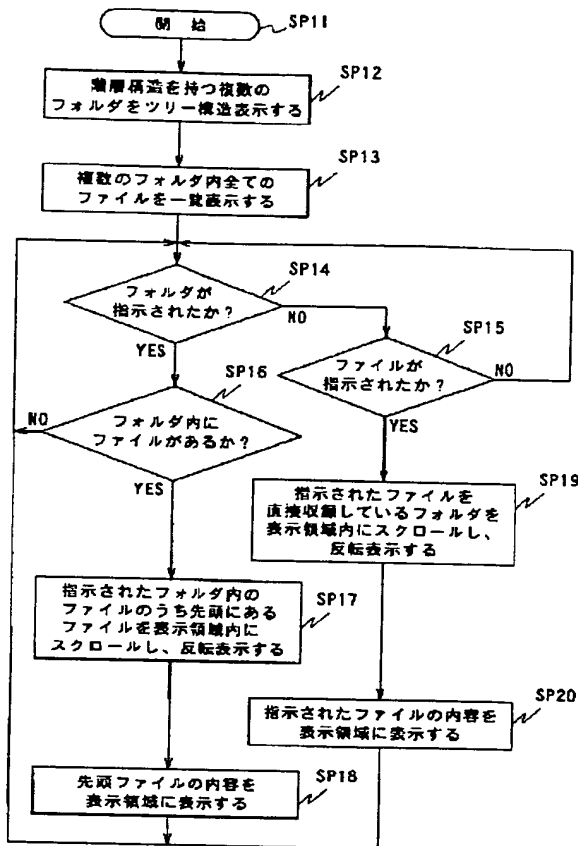 開 始
SP11
SP12
階層構造を持つ複数の
フォルダをツリー構造表示する
SP13
複数のフォルダ内全ての
ファイルを一覧表示する
SP14
フォルダが
指示されたか?
NO
YES
SP15
ファイルが
指示されたか?
NO
YES
SP16
フォルダ内に
ファイルがあるか?
NO
YES
SP19
指示されたファイルを
直接収録しているフォルダを
表示領域内にスクロールし、
反転表示する
SP17
指示されたフォルダ内の
ファイルのうち先頭にある
ファイルを表示領域内に
スクロールし、反転表示する
SP20
指示されたファイルの内容を
表示領域に表示する
SP18
先頭ファイルの内容を
表示領域に表示する